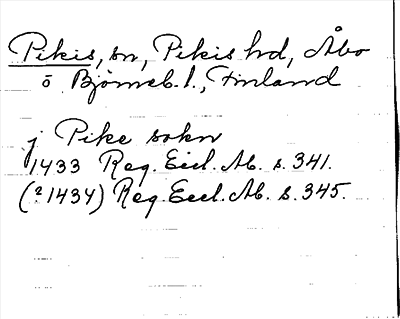 Pikis, sn, Pikis hd, Åbo
o Björneb. l., Finland
j Pike sokn
1433 Reg. Eccl. Ab. s. 341.
(? 1434) Reg. Eccl. Ab. s. 345.